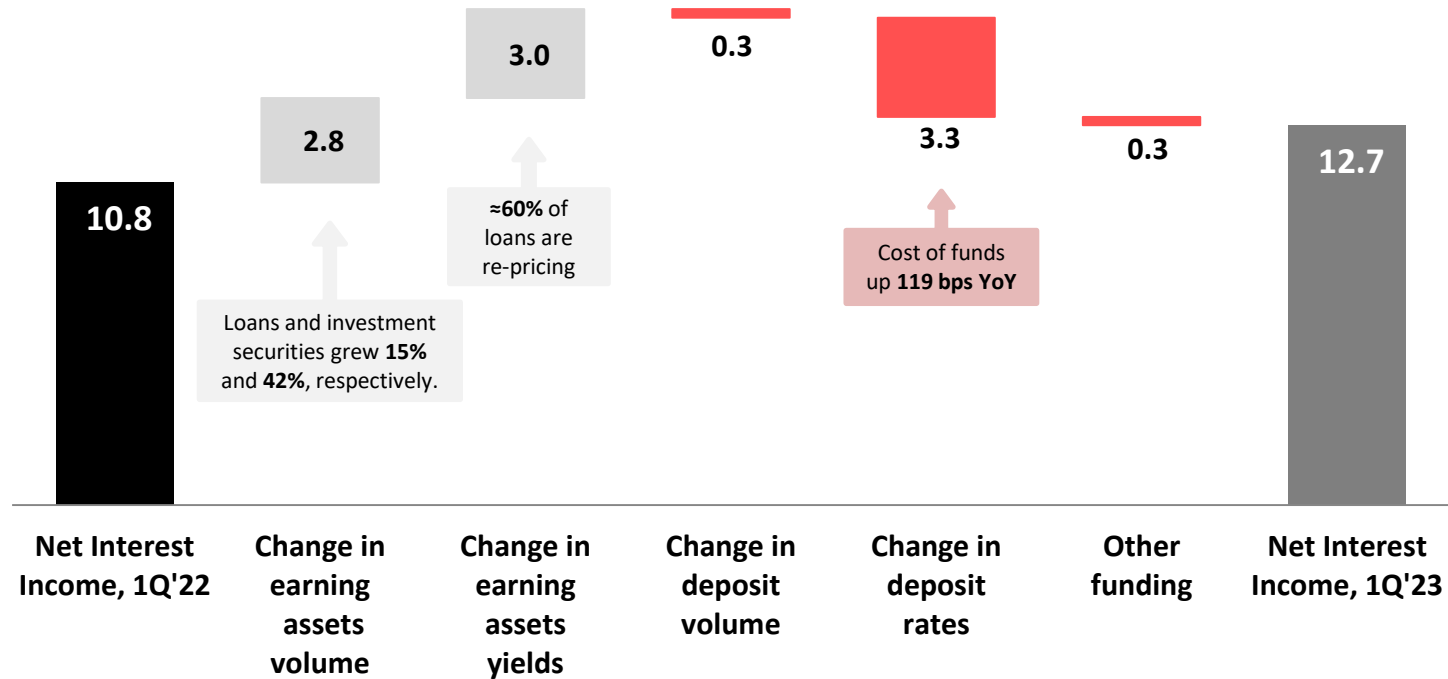 10.8
2.8
3.0
0.3
3.3
0.3
12.7
Loans and investment
securities grew 15%
and 42%, respectively.
≈60% of
loans are
re-pricing
Cost of funds
up 119 bps YoY
Net Interest
Income, 1Q'22
Change in
earning
assets
volume
Change in
earning
assets
yields
Change in
deposit
volume
Change in
deposit
rates
Other
funding
Net Interest
Income, 1Q'23